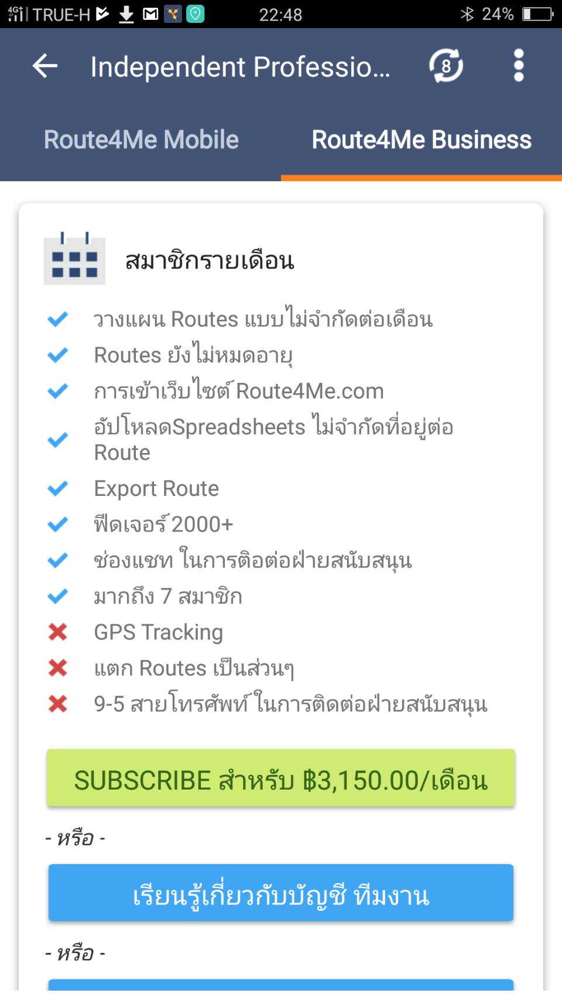 4G+ TRUE-H 22:48 24%
Independent Professio... 8
Route4Me Mobile Route4Me Business
สมาชิกรายเดือน
วางแผน Routes แบบไม่จำกัดต่อเดือน
Routes ยังไม่หมดอายุ
การเข้าเว็บไซต์ Route4Me.com
อัปโหลดSpreadsheets ไม่จำกัดที่อยู่ต่อ
Route
Export Route
ฟีดเจอร์ 2000+
ช่องแชท ในการติอต่อฝ่ายสนับสนุน
มากถึง 7 สมาชิก
GPS Tracking
แตก Routes เป็นส่วนๆ
9-5 สายโทรศัพท์ ในการติดต่อฝ่ายสนับสนุน
SUBSCRIBE สำหรับ ฿3,150.00/เดือน
- หรือ -
เรียนรู้เกี่ยวกับบัญชี ทีมงาน
- หรือ -